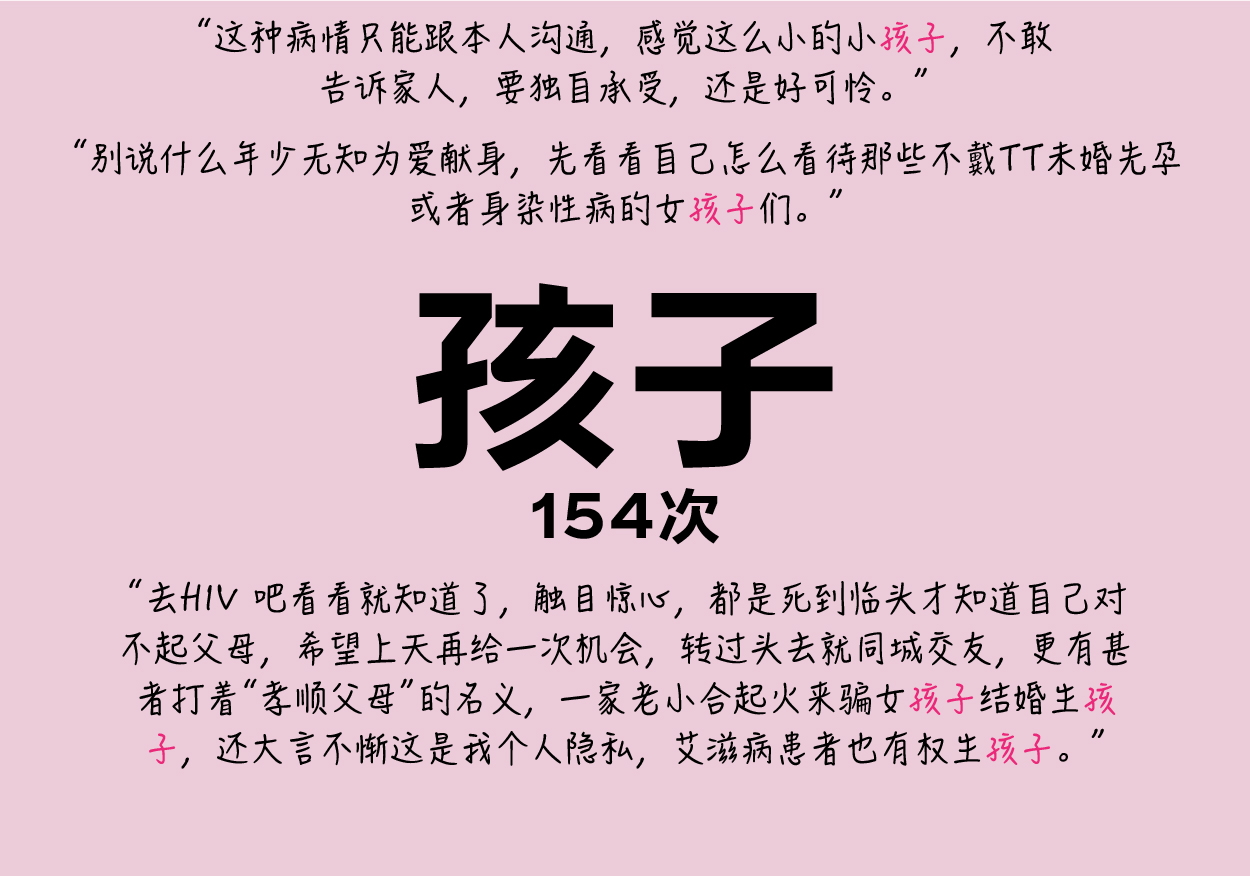 “这种病情只能跟本人沟通，感觉这么小的小孩子，不敢
告诉家人，要独自承受，还是好可怜。”
“别说什么年少无知为爱献身，先看看自己怎么看待那些不戴TT未婚先孕
或者身染性病的女孩子们。”
孩子
154次
“去HIV 吧看看就知道了，触目惊心，都是死到临头才知道自己对
不起父母，希望上天再给一次机会，转过头去就同城交友，更有甚
者打着“孝顺父母”的名义，一家老小合起火来骗女孩子结婚生孩
子，还大言不惭这是我个人隐私，艾滋病患者也有权生孩子。”